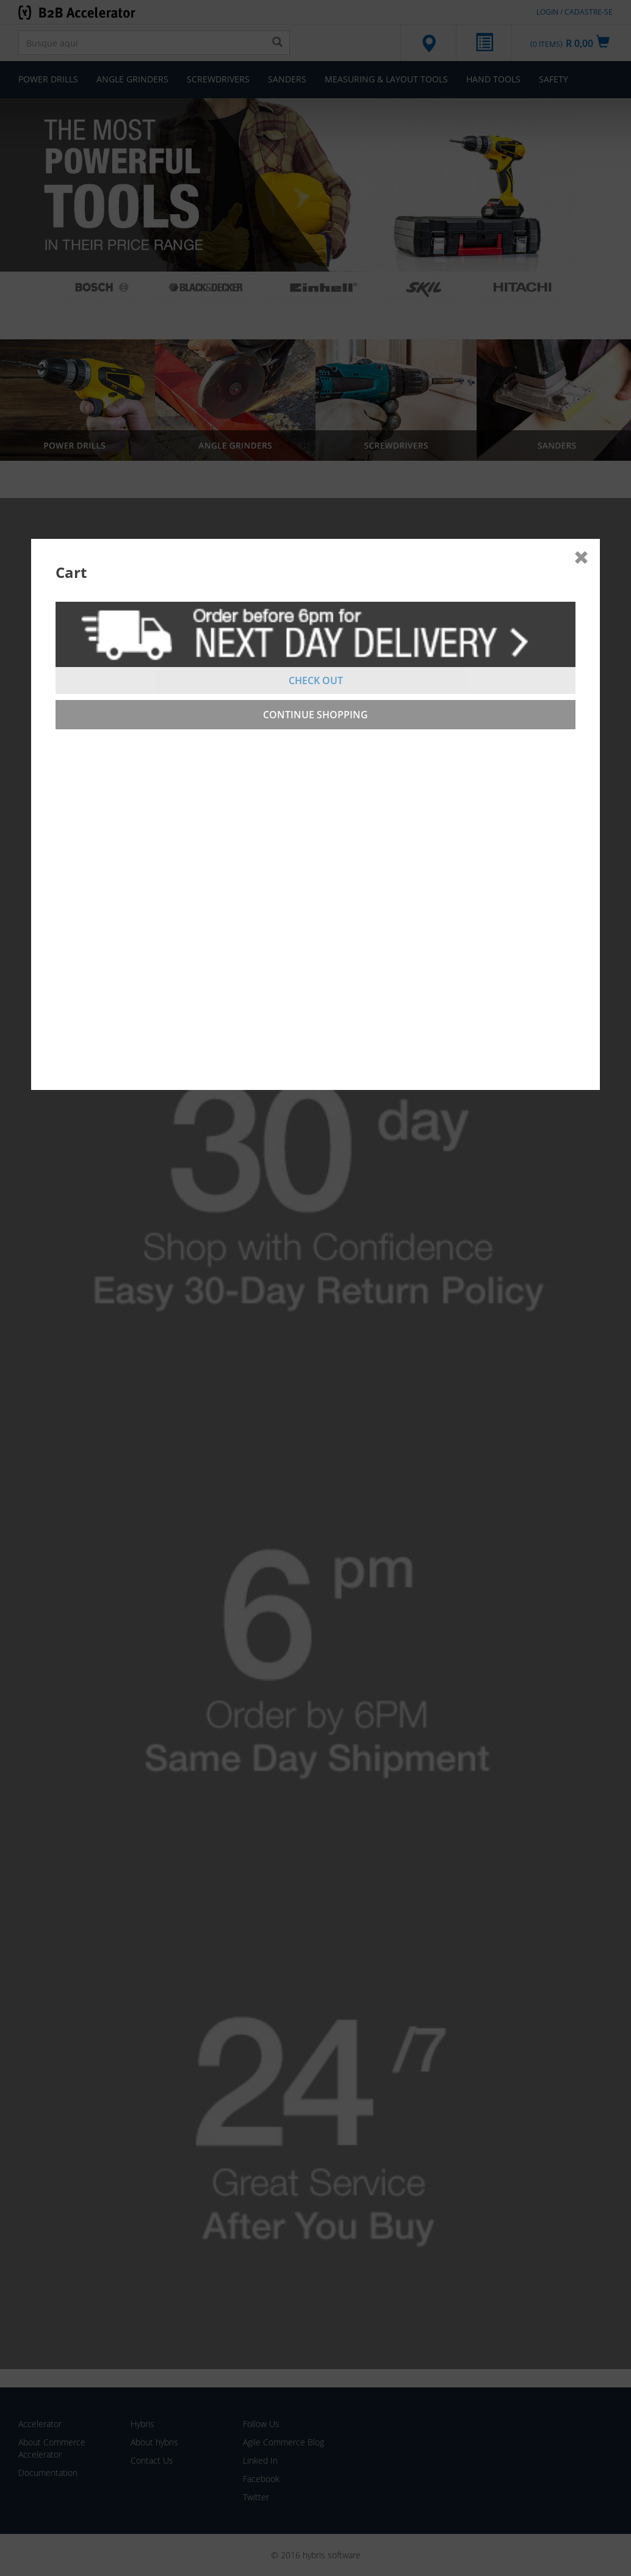 B2B Accelerator
LOGIN / CADASTRE-SE
Busque aqui
(0 ITEMS) R 0,00
POWER DRILLS ANGLE GRINDERS SCREWDRIVERS SANDERS MEASURING & LAYOUT TOOLS HAND TOOLS SAFETY
THE MOST
POWERFUL
TOOLS
IN THEIR PRICE RANGE
BOSCH BLACK&DECKER Einhell SKIL HITACHI
POWER DRILLS ANGLE GRINDERS SCREWDRIVERS SANDERS
Cart
Order before 6pm for
NEXT DAY DELIVERY
CHECK OUT
CONTINUE SHOPPING
30 day
Shop with Confidence
Easy 30-Day Return Policy
6 pm
Order by 6PM
Same Day Shipment
24/7
Great Service
After You Buy
Accelerator
About Commerce
Accelerator
Documentation
Hybris
About hybris
Contact Us
Follow Us
Agile Commerce Blog
Linked In
Facebook
Twitter
© 2016 hybris software